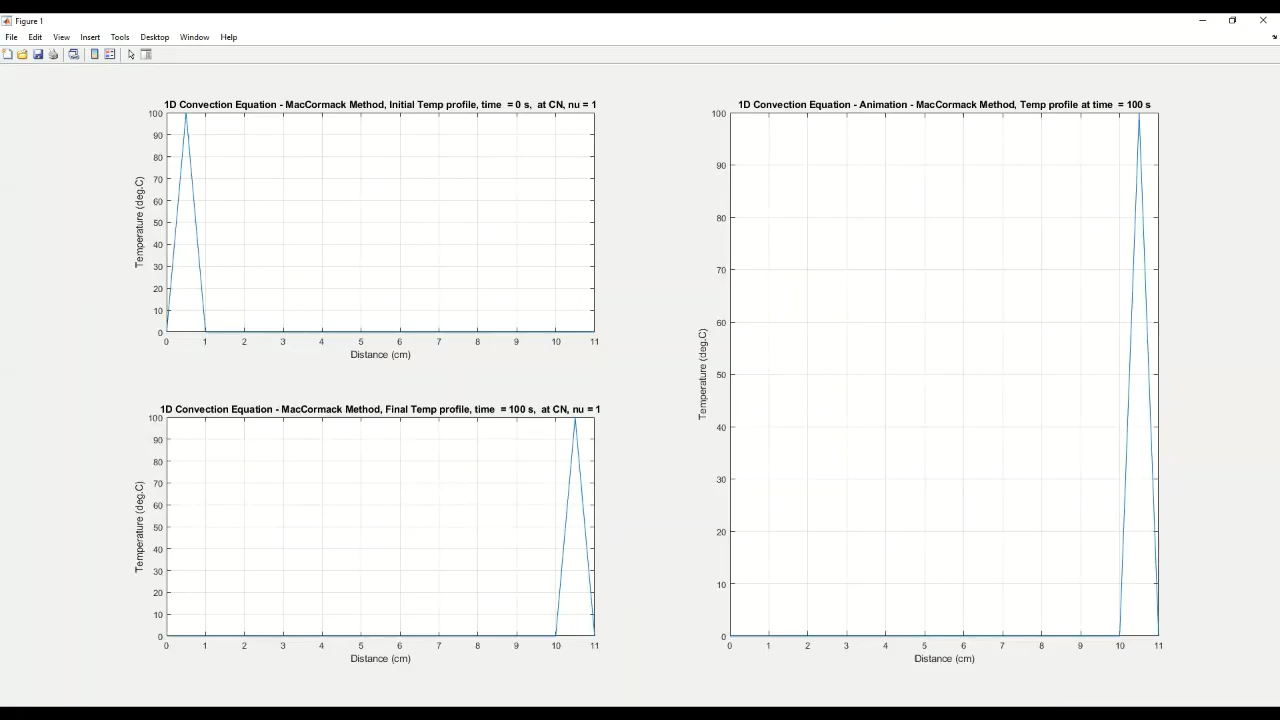 Figure 1
File Edit View Insert Tools Desktop Window Help
1D Convection Equation - MacCormack Method, Initial Temp profile, time  = 0 s,  at CN, nu = 1
100
90
80
70
60
50
40
30
20
10
0
Temperature (deg.C)
0 1 2 3 4 5 6 7 8 9 10 11
Distance (cm)
1D Convection Equation - MacCormack Method, Final Temp profile, time  = 100 s,  at CN, nu = 1
100
90
80
70
60
50
40
30
20
10
0
Temperature (deg.C)
0 1 2 3 4 5 6 7 8 9 10 11
Distance (cm)
1D Convection Equation - Animation - MacCormack Method, Temp profile at time  = 100 s
100
90
80
70
60
50
40
30
20
10
0
Temperature (deg.C)
0 1 2 3 4 5 6 7 8 9 10 11
Distance (cm)